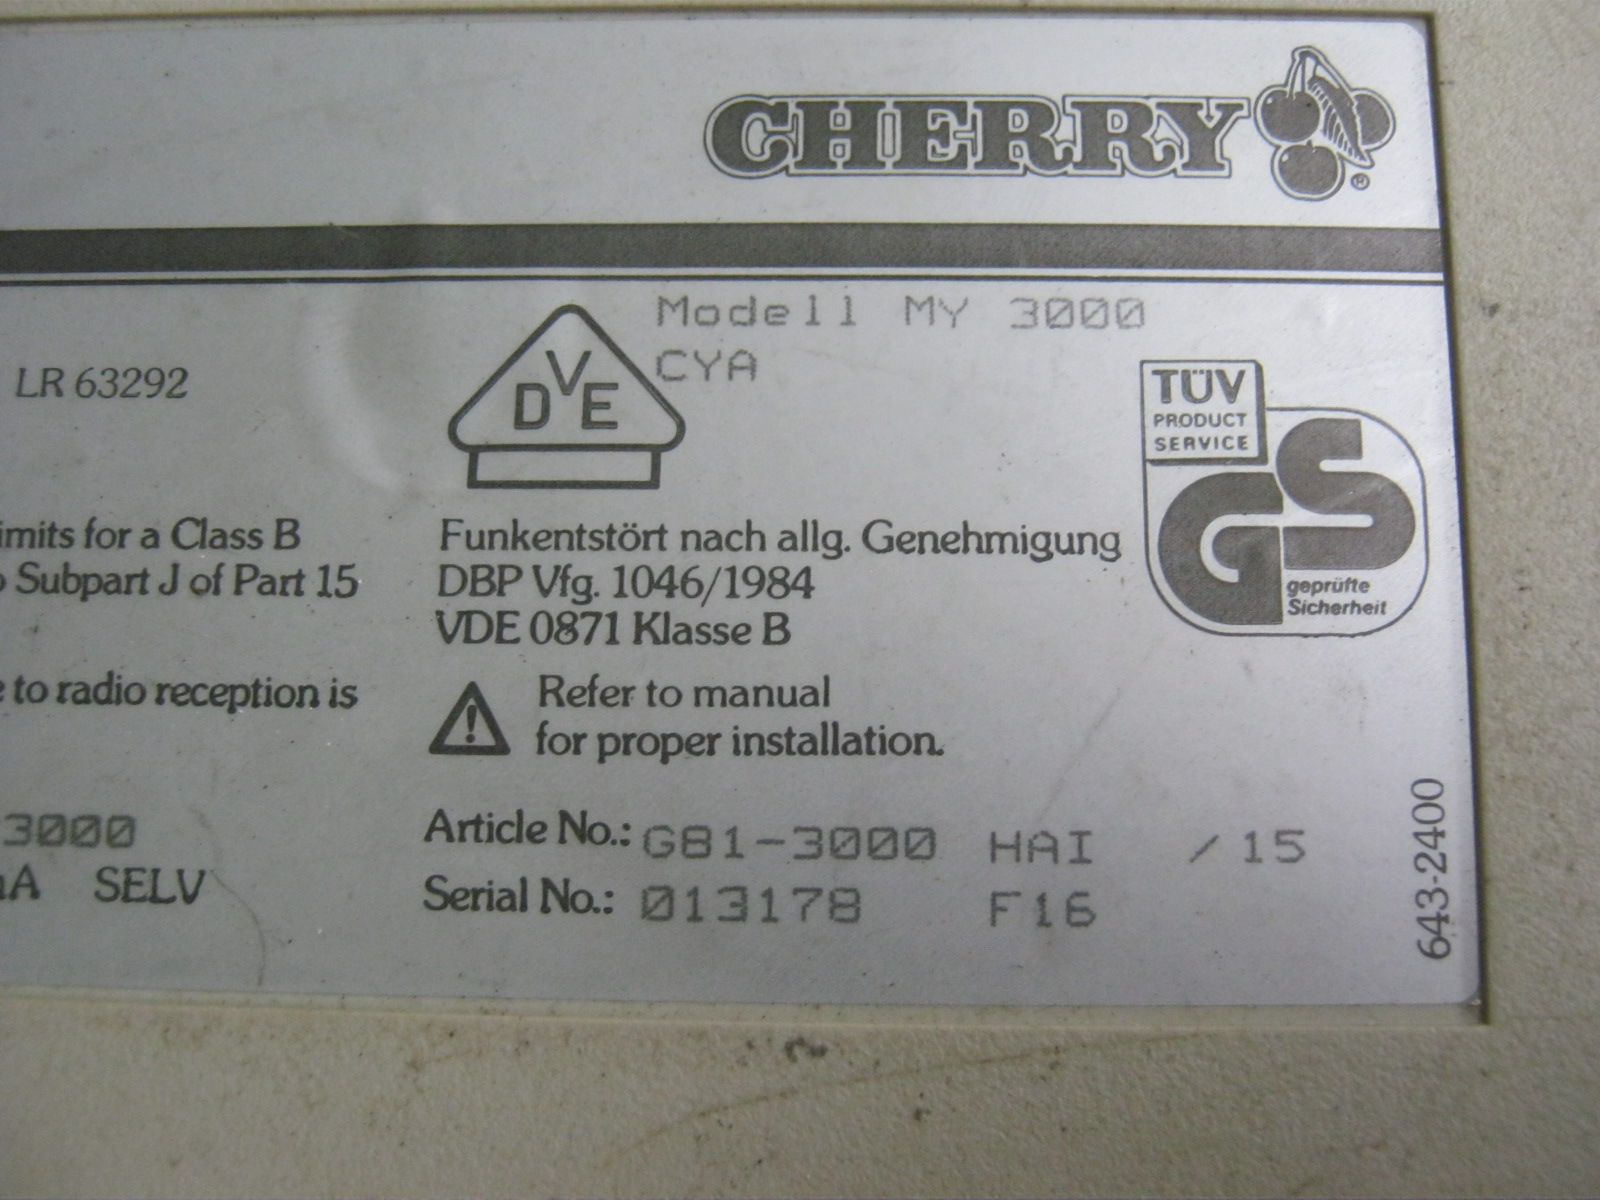 CHERRY
®
Modell MY 3000
CYA
LR 63292
DVE
TÜV
PRODUCT
SERVICE
GS
geprüfte
Sicherheit
for a Class B
Subpart J of Part 15
to radio reception is
Funkentstört nach allg. Genehmigung
DBP Vfg. 1046/1984
VDE 0871 Klasse B
Refer to manual
for proper installation.
3000
SELV
Article No.: G81-3000 HAI /15
Serial No.: 013178 F16
643-2400